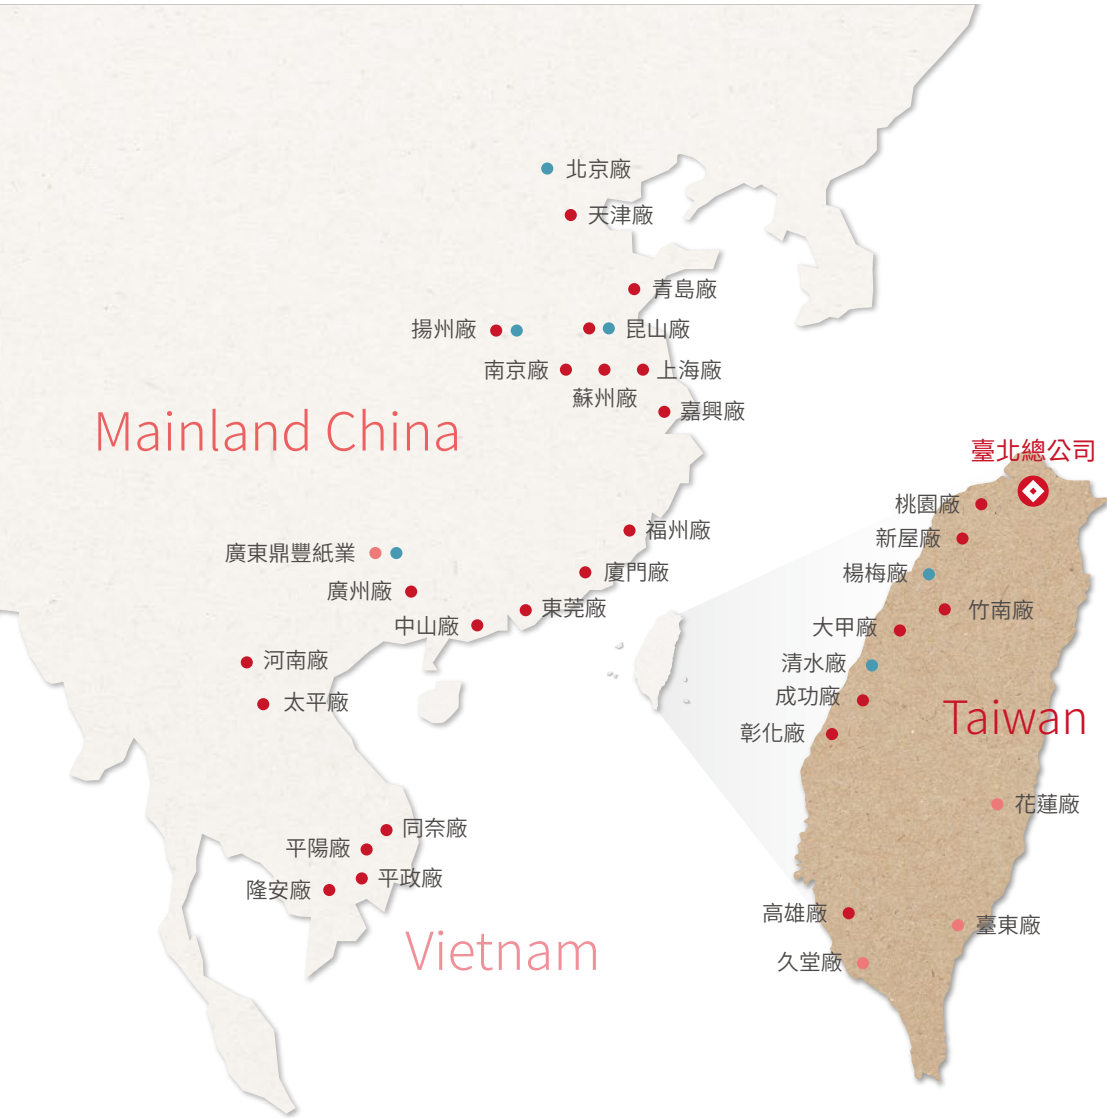 北京廠
天津廠
青島廠
揚州廠
昆山廠
南京廠
上海廠
蘇州廠
嘉興廠
Mainland China
臺北總公司
桃園廠
福州廠
新屋廠
廣東鼎豐紙業
廈門廠
楊梅廠
廣州廠
東莞廠
竹南廠
中山廠
大甲廠
河南廠
清水廠
太平廠
成功廠
Taiwan
彰化廠
花蓮廠
同奈廠
平陽廠
平政廠
隆安廠
高雄廠
臺東廠
Vietnam
久堂廠